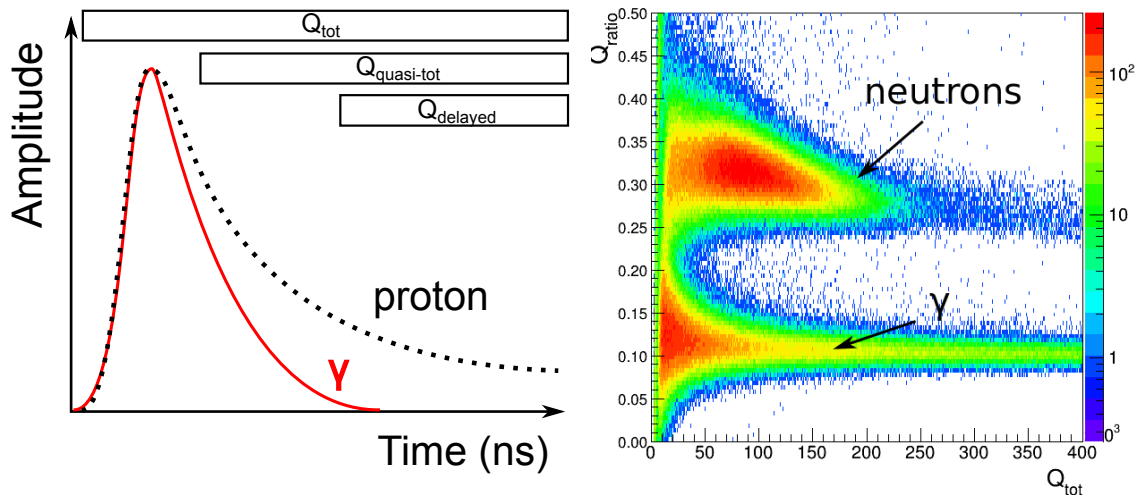 Amplitude
Q_tot
Q_quasi-tot
Q_delayed
proton
γ
Time (ns)
Q_ratio
0.50
0.45
0.40
0.35
0.30
0.25
0.20
0.15
0.10
0.05
0.00
neutrons
γ
0 50 100 150 200 250 300 350 400
Q_tot
10²
10
1
0³